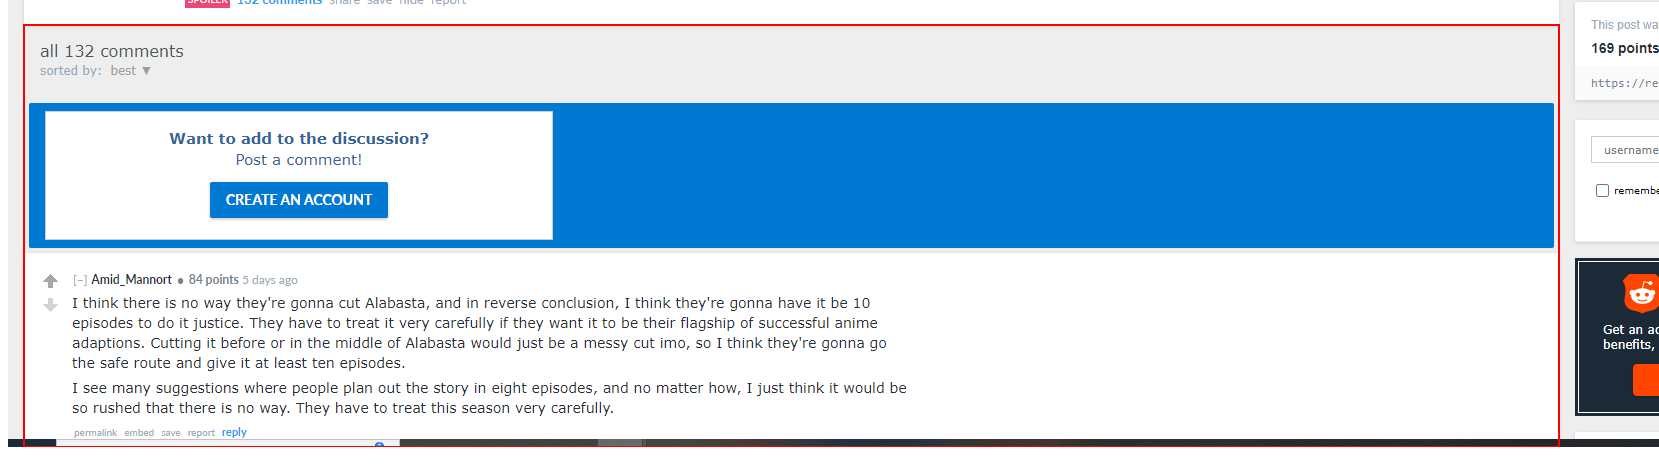 SPOILER 132 comments share save hide report
all 132 comments
sorted by: best ▼
Want to add to the discussion?
Post a comment!
CREATE AN ACCOUNT
[–] Amid_Mannort • 84 points 5 days ago
I think there is no way they're gonna cut Alabasta, and in reverse conclusion, I think they're gonna have it be 10
episodes to do it justice. They have to treat it very carefully if they want it to be their flagship of successful anime
adaptions. Cutting it before or in the middle of Alabasta would just be a messy cut imo, so I think they're gonna go
the safe route and give it at least ten episodes.
I see many suggestions where people plan out the story in eight episodes, and no matter how, I just think it would be
so rushed that there is no way. They have to treat this season very carefully.
permalink embed save report reply
This post wa
169 points
https://re
username
remembe
Get an ac
benefits,